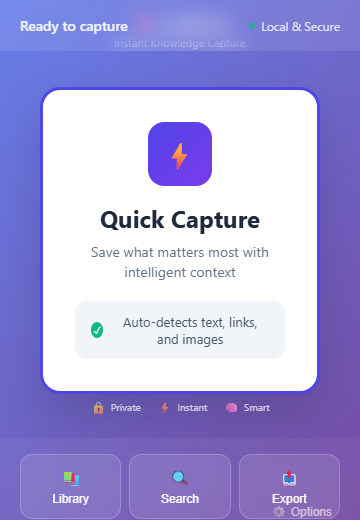 Ready to capture
Local & Secure
Instant Knowledge Capture
Quick Capture
Save what matters most with
intelligent context
Auto-detects text, links,
and images
Private
Instant
Smart
Library
Search
Export
Options